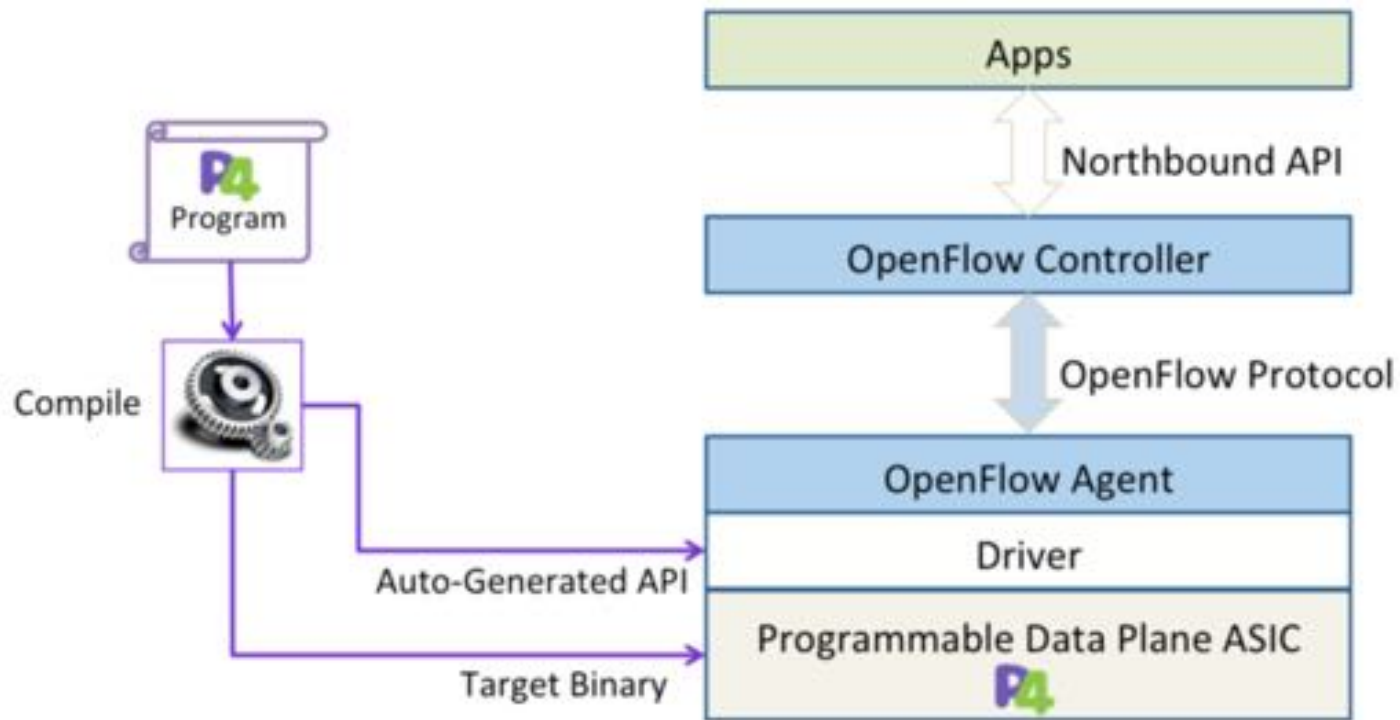 Apps
Northbound API
P4
Program
OpenFlow Controller
Compile
OpenFlow Protocol
OpenFlow Agent
Driver
Auto-Generated API
Programmable Data Plane ASIC
P4
Target Binary